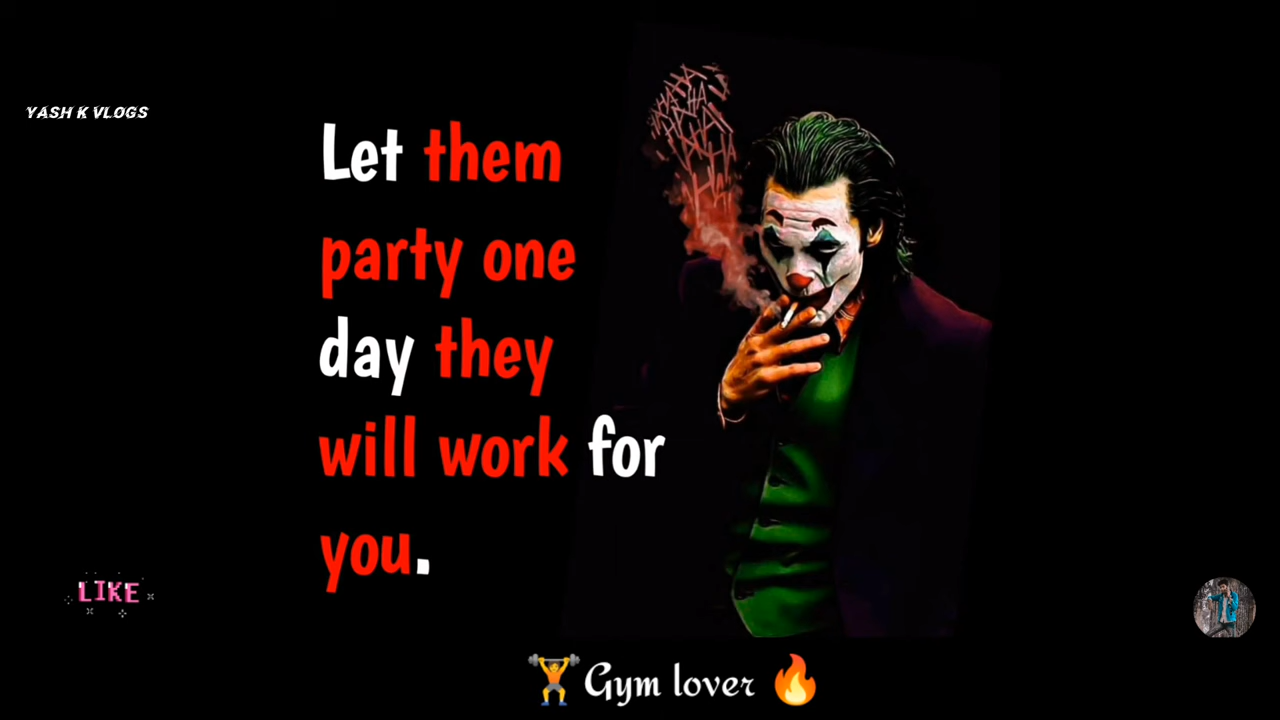 YASH K VLOGS
Let them
party one
day they
will work for
you.
LIKE
🏋️Gym lover 🔥